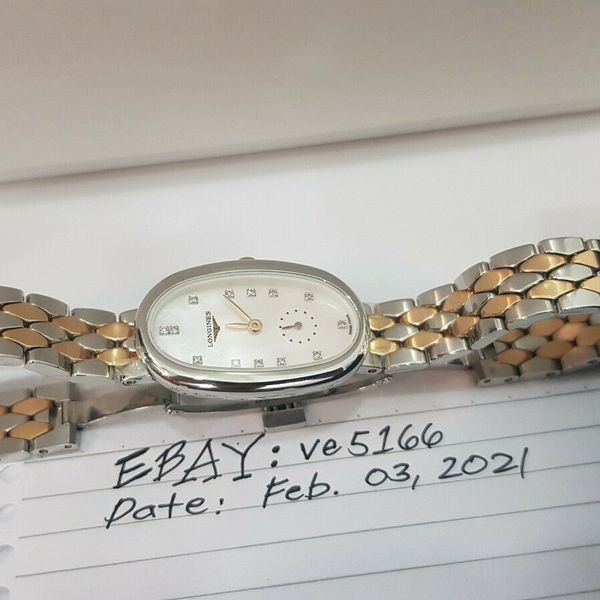 LONGINES
EBAY: ve5166
Date: Feb. 03, 2021